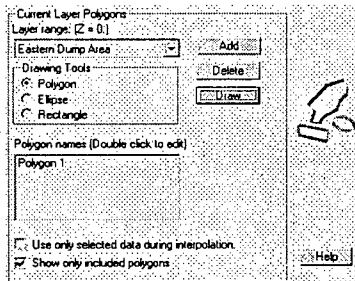 Current Layer Polygons
Layer range: (Z = 0.)
Eastern Dump Area
Add
Drawing Tools
Delete
Polygon
Draw
Ellipse
Rectangle
Polygon names (Double click to edit)
Polygon 1
Use only selected data during interpolation.
Help
Show only included polygons